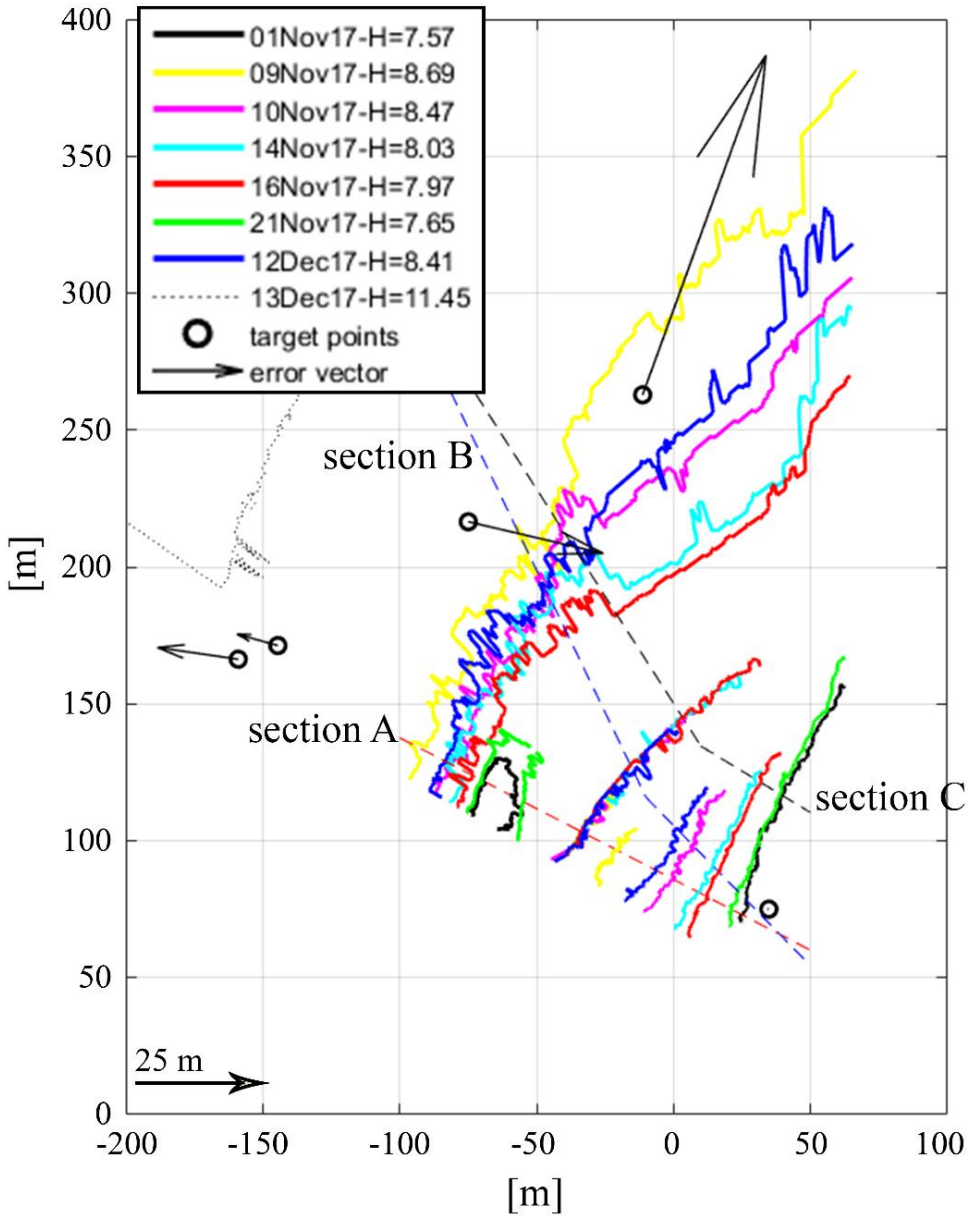 400
01Nov17-H=7.57
09Nov17-H=8.69
10Nov17-H=8.47
14Nov17-H=8.03
16Nov17-H=7.97
21Nov17-H=7.65
12Dec17-H=8.41
13Dec17-H=11.45
target points
error vector
350
300
250
section B
[m]
200
150
section A
section C
100
50
25 m
0
-200 -150 -100 -50 0 50 100
[m]